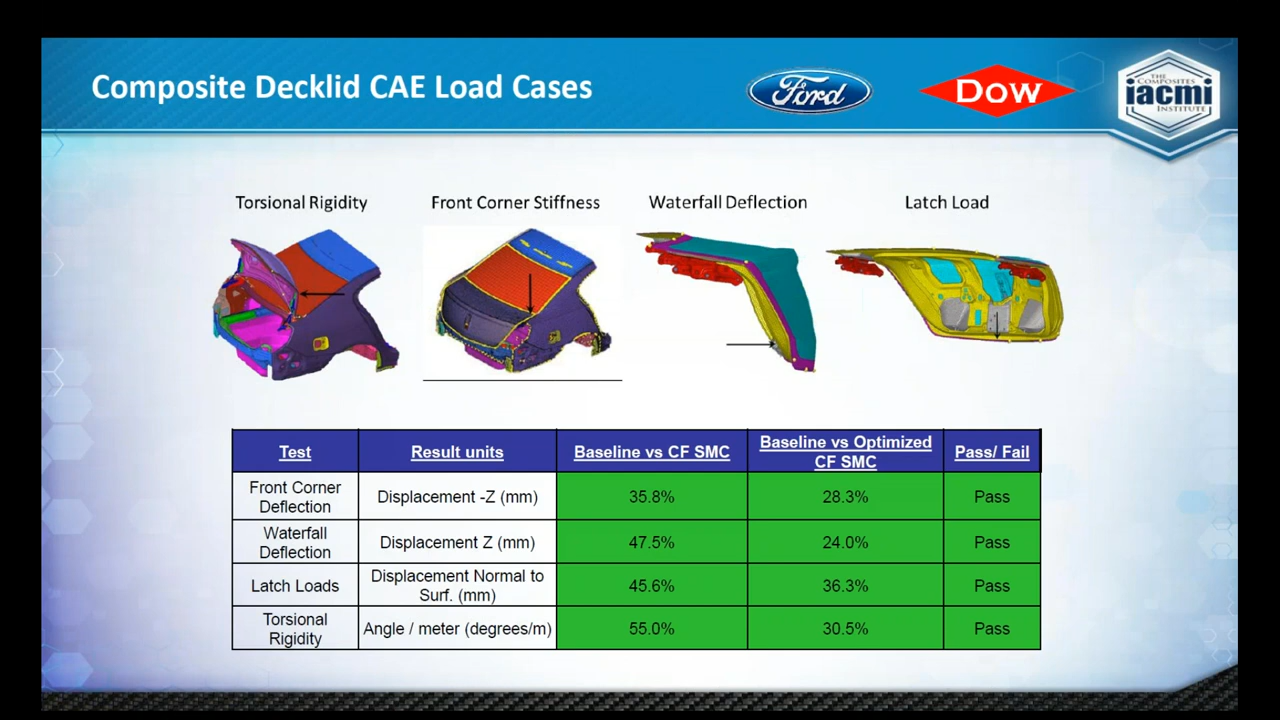 Composite Decklid CAE Load Cases
Ford
Dow
THE
COMPOSITES
iacmi
INSTITUTE
Torsional Rigidity
Front Corner Stiffness
Waterfall Deflection
Latch Load
Test
Result units
Baseline vs CF SMC
Baseline vs Optimized
CF SMC
Pass/ Fail
Front Corner
Deflection
Displacement -Z (mm)
35.8%
28.3%
Pass
Waterfall
Deflection
Displacement Z (mm)
47.5%
24.0%
Pass
Latch Loads
Displacement Normal to
Surf. (mm)
45.6%
36.3%
Pass
Torsional
Rigidity
Angle / meter (degrees/m)
55.0%
30.5%
Pass